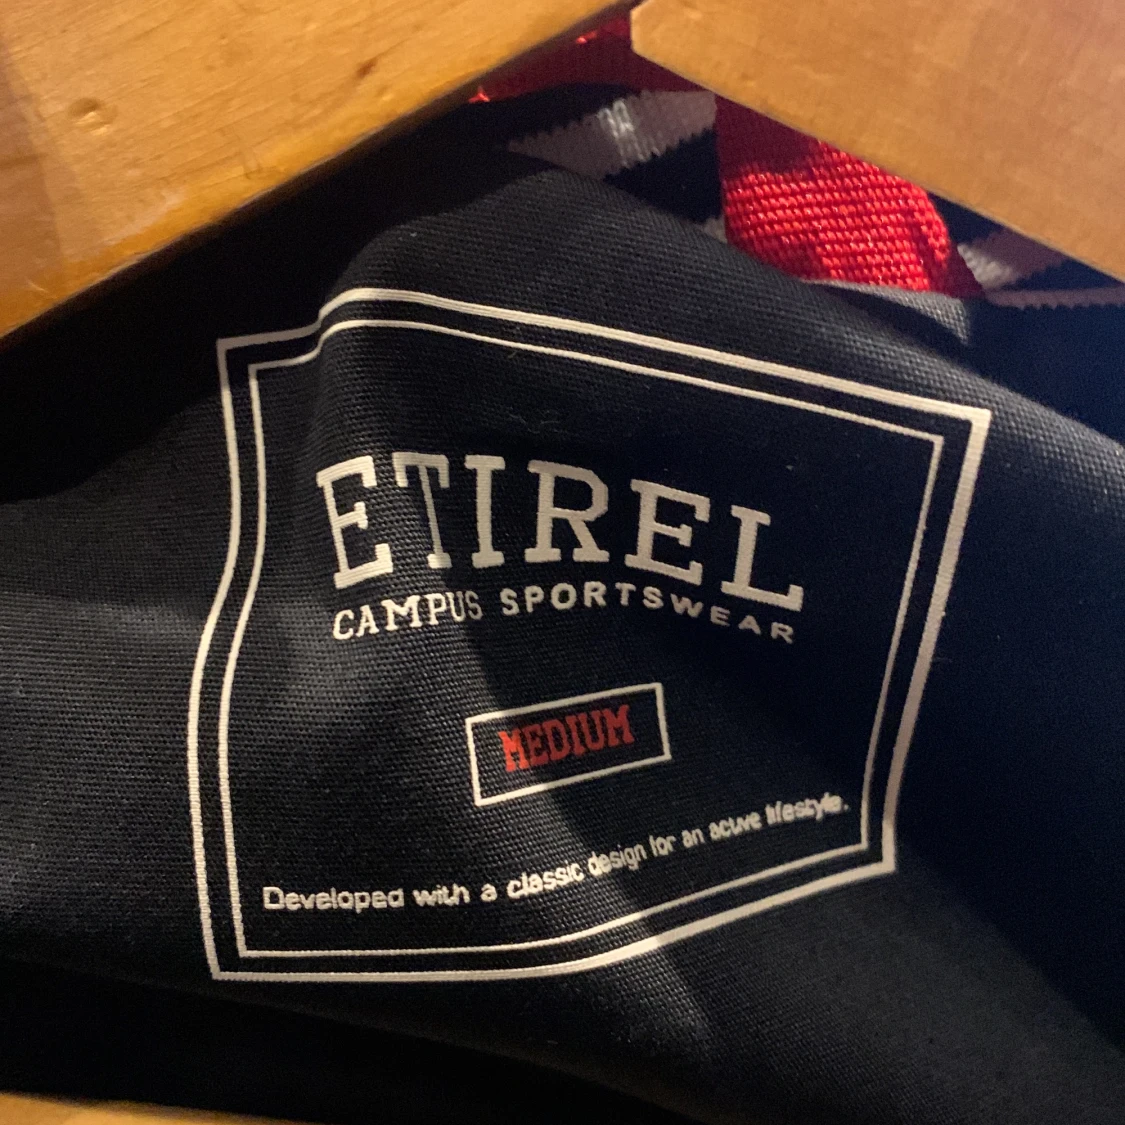 ETIREL
CAMPUS SPORTSWEAR
MEDIUM
Developed with a classic design for an active lifestyle.